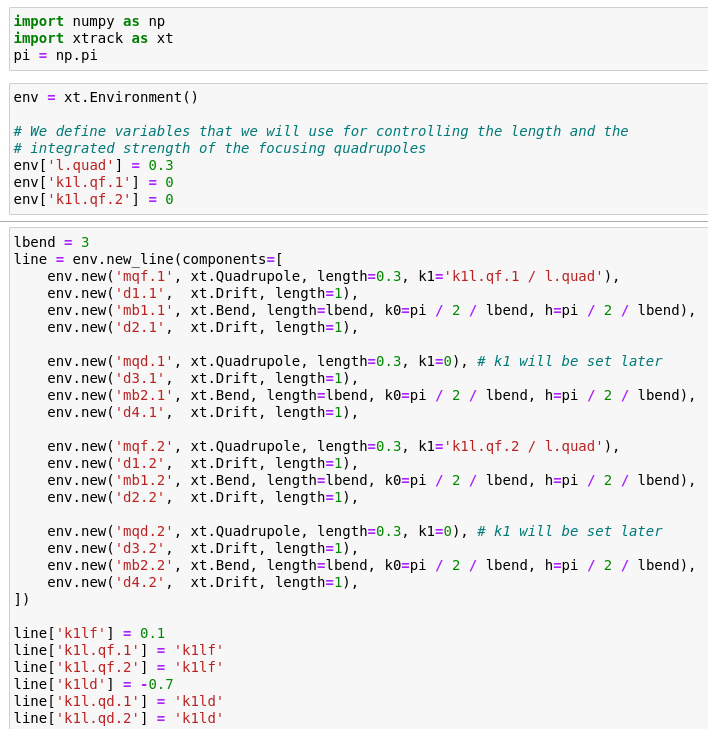 import numpy as np
import xtrack as xt
pi = np.pi
env = xt.Environment()
# We define variables that we will use for controlling the length and the
# integrated strength of the focusing quadrupoles
env['l.quad'] = 0.3
env['k1l.qf.1'] = 0
env['k1l.qf.2'] = 0
lbend = 3
line = env.new_line(components=[
    env.new('mqf.1', xt.Quadrupole, length=0.3, k1='k1l.qf.1 / l.quad'),
    env.new('d1.1',  xt.Drift, length=1),
    env.new('mb1.1', xt.Bend, length=lbend, k0=pi / 2 / lbend, h=pi / 2 / lbend),
    env.new('d2.1',  xt.Drift, length=1),
    env.new('mqd.1', xt.Quadrupole, length=0.3, k1=0), # k1 will be set later
    env.new('d3.1',  xt.Drift, length=1),
    env.new('mb2.1', xt.Bend, length=lbend, k0=pi / 2 / lbend, h=pi / 2 / lbend),
    env.new('d4.1',  xt.Drift, length=1),
    env.new('mqf.2', xt.Quadrupole, length=0.3, k1='k1l.qf.2 / l.quad'),
    env.new('d1.2',  xt.Drift, length=1),
    env.new('mb1.2', xt.Bend, length=lbend, k0=pi / 2 / lbend, h=pi / 2 / lbend),
    env.new('d2.2',  xt.Drift, length=1),
    env.new('mqd.2', xt.Quadrupole, length=0.3, k1=0), # k1 will be set later
    env.new('d3.2',  xt.Drift, length=1),
    env.new('mb2.2', xt.Bend, length=lbend, k0=pi / 2 / lbend, h=pi / 2 / lbend),
    env.new('d4.2',  xt.Drift, length=1),
])
line['k1lf'] = 0.1
line['k1l.qf.1'] = 'k1lf'
line['k1l.qf.2'] = 'k1lf'
line['k1ld'] = -0.7
line['k1l.qd.1'] = 'k1ld'
line['k1l.qd.2'] = 'k1ld'